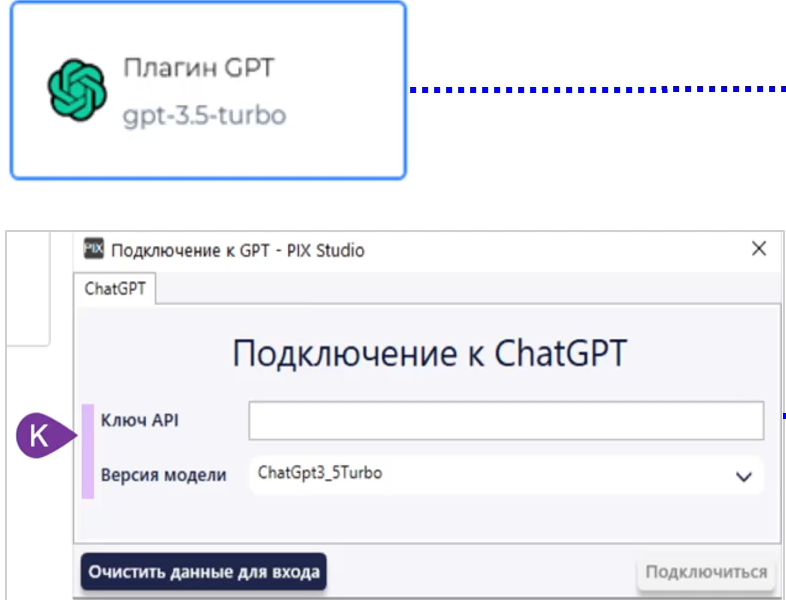 Плагин GPT
gpt-3.5-turbo
PIX Подключение к GPT - PIX Studio
ChatGPT
Подключение к ChatGPT
Ключ API
K
Версия модели ChatGpt3_5Turbo
Очистить данные для входа Подключиться